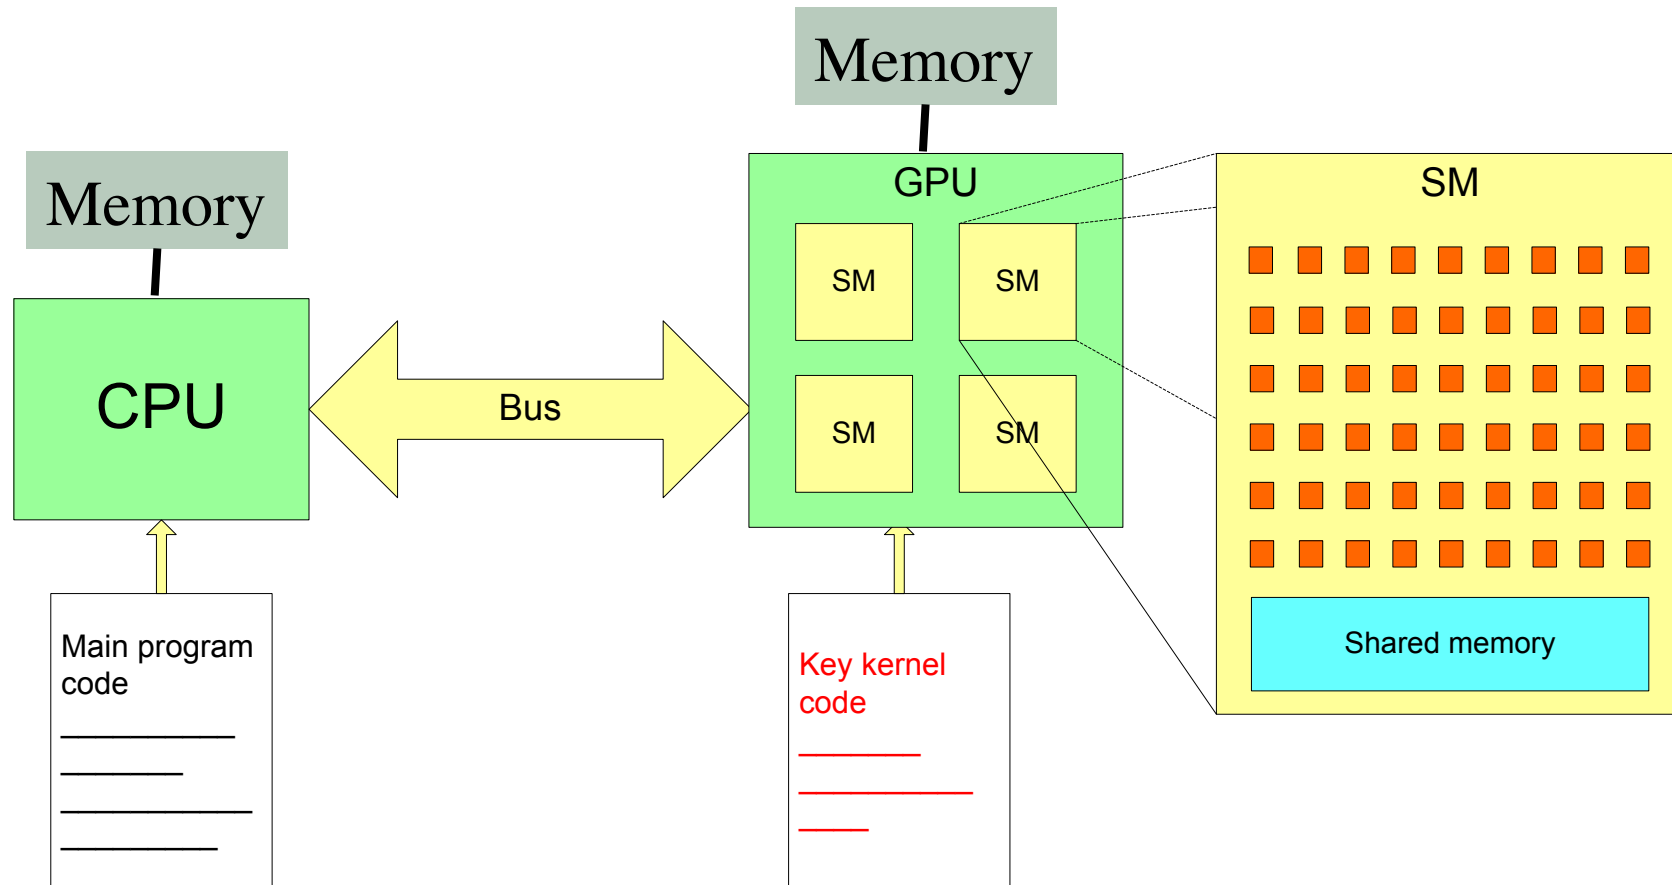 Memory
Memory
GPU
SM
SM
SM
SM
SM
CPU
Bus
Main program
code
Key kernel
code
Shared memory